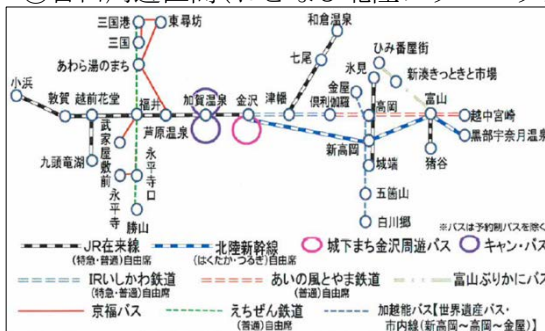 三国港
東尋坊
三国
あわら湯のまち
小浜
敦賀
越前花堂
福井
芦原温泉
加賀温泉
金沢
津幡
倶利伽羅
七尾
和倉温泉
ひみ番屋街
氷見
新湊きっときと市場
金屋
高岡
富山
越中宮崎
黒部宇奈月温泉
新高岡
猪谷
城端
五箇山
白川郷
九頭竜湖
武家屋敷前
永平寺
永平寺口
勝山
※バスは予約制バスを除く
JR在来線
(特急・普通)自由席
北陸新幹線
(はくたか・つるぎ)自由席
城下まち金沢周遊バス
キャン・バス
IRいしかわ鉄道
(特急・普通)自由席
あいの風とやま鉄道
(普通)自由席
富山ぶりかにバス
京福バス
えちぜん鉄道
(普通)自由席
加越能バス【世界遺産バス・
市内線(新高岡〜高岡〜金屋)】